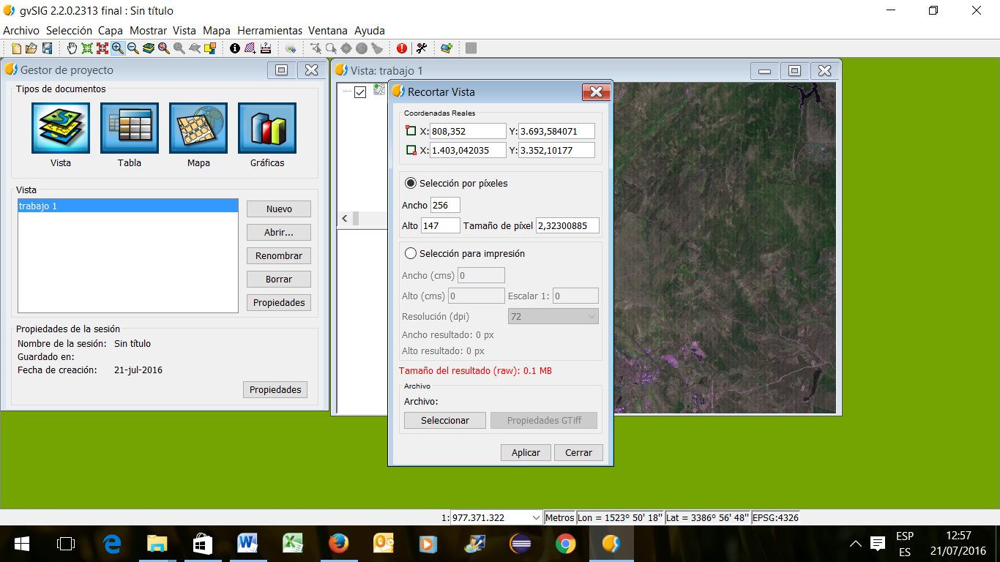 gvSIG 2.2.0.2313 final : Sin título
Archivo Selección Capa Mostrar Vista Mapa Herramientas Ventana Ayuda
Gestor de proyecto
Tipos de documentos
Vista Tabla Mapa Gráficas
Vista
trabajo 1
Nuevo
Abrir...
Renombrar
Borrar
Propiedades
Propiedades de la sesión
Nombre de la sesión: Sin título
Guardado en:
Fecha de creación: 21-jul-2016
Propiedades
Vista: trabajo 1
Recortar Vista
Coordenadas Reales
X: 808,352 Y: 3.693,584071
X: 1.403,042035 Y: 3.352,10177
Selección por píxeles
Ancho 256
Alto 147 Tamaño de píxel 2,32300885
Selección para impresión
Ancho (cms) 0
Alto (cms) 0 Escalar 1: 0
Resolución (dpi) 72
Ancho resultado: 0 px
Alto resultado: 0 px
Tamaño del resultado (raw): 0.1 MB
Archivo
Archivo:
Seleccionar Propiedades GTiff
Aplicar Cerrar
1: 977.371.322 Metros Lon = 1523° 50' 18'' Lat = 3386° 56' 48'' EPSG:4326
ESP
ES
12:57
21/07/2016